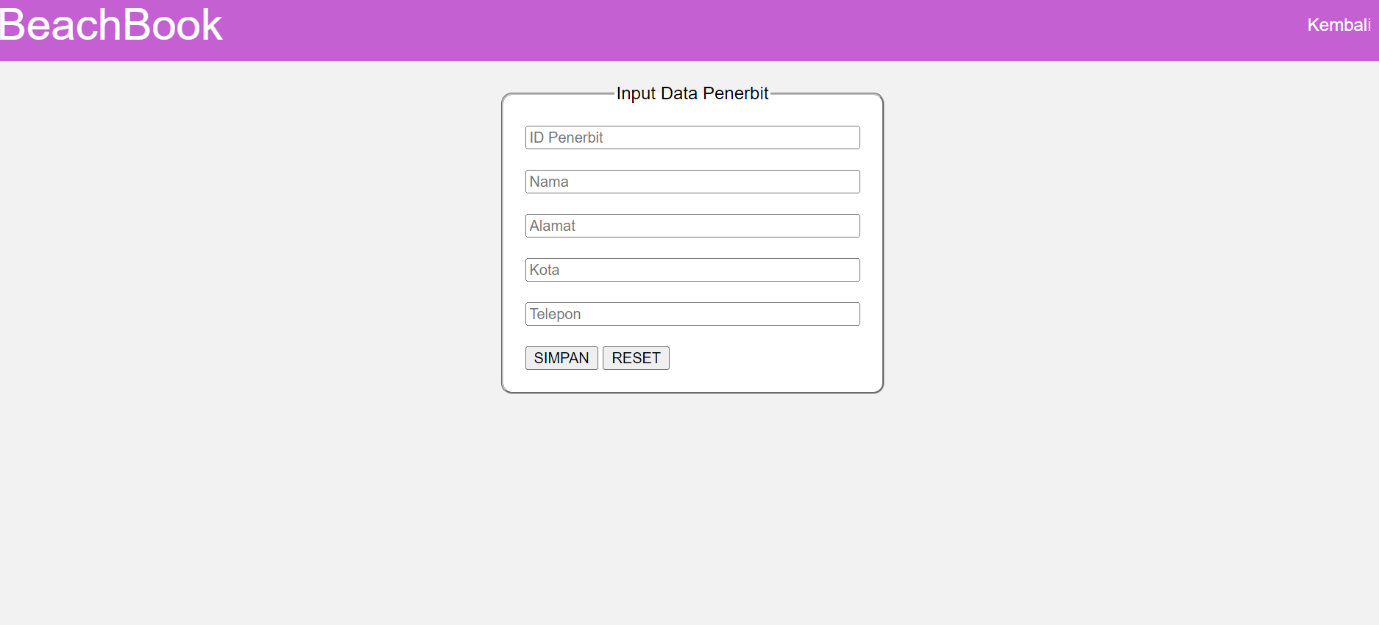 BeachBook
Kembali
Input Data Penerbit
ID Penerbit
Nama
Alamat
Kota
Telepon
SIMPAN RESET